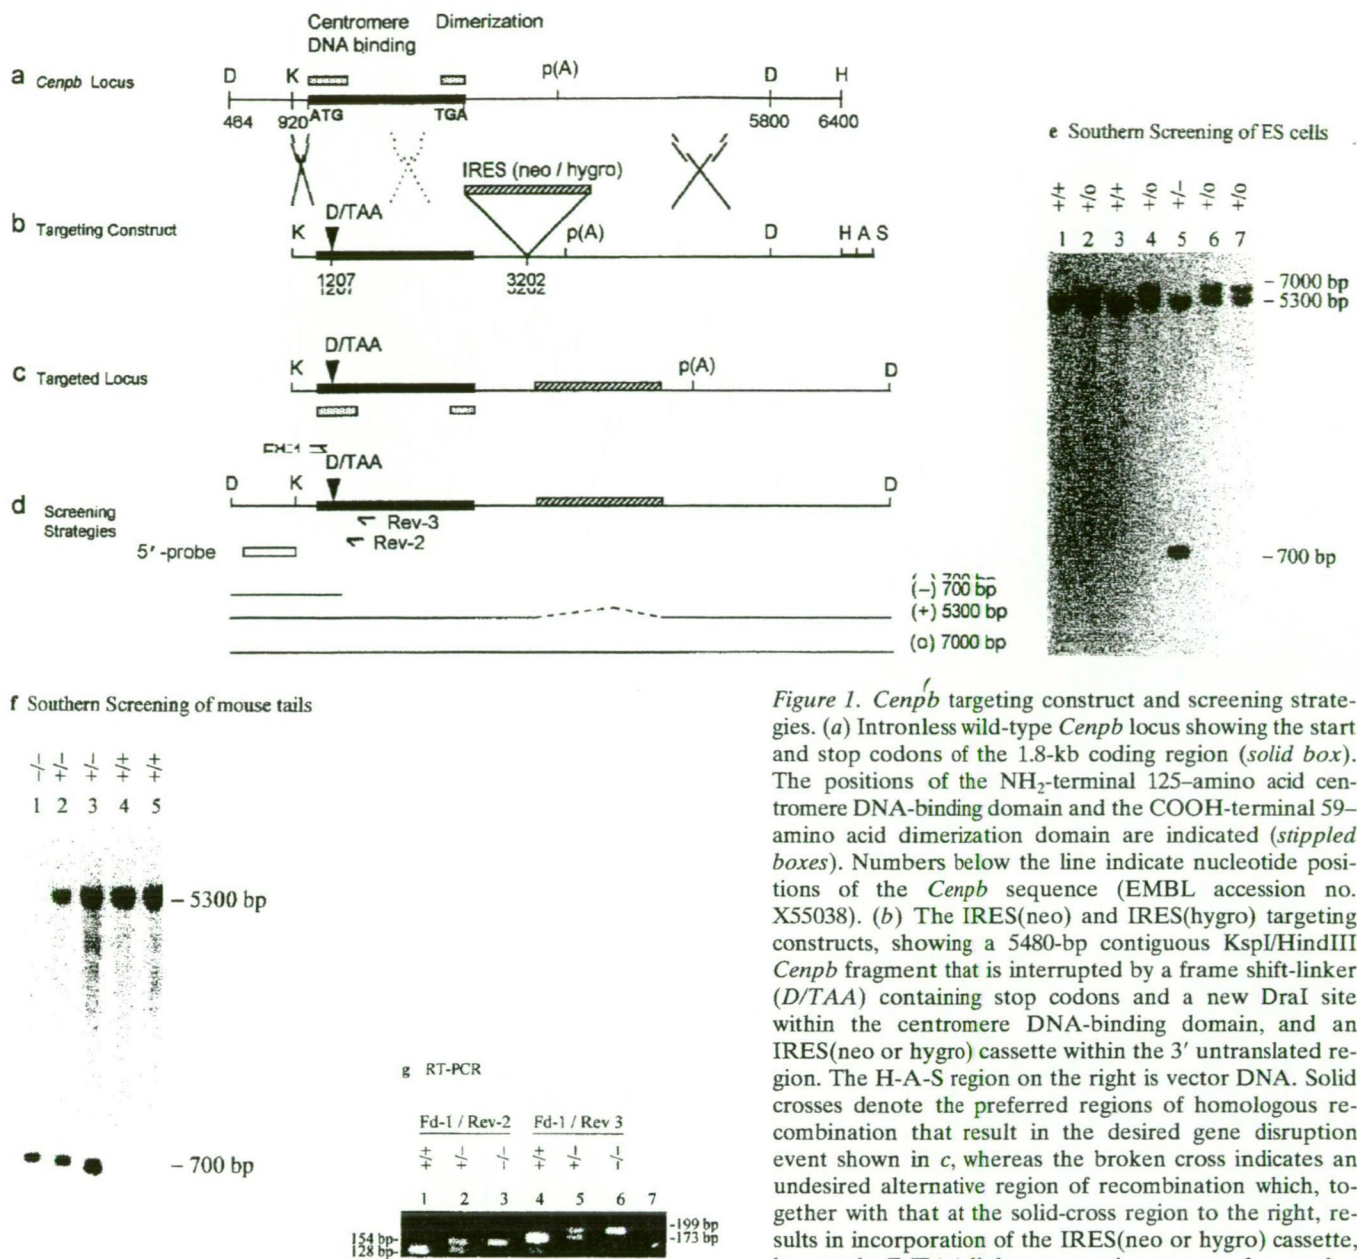 Centromere Dimerization
DNA binding
a Cenpb Locus
D K p(A) D H
464 920 ATG TGA 5800 6400
IRES (neo / hygro)
D/TAA
b Targeting Construct
K p(A) D H A S
1207 3202
D/TAA
c Targeted Locus
K p(A) D
D/TAA
D K D
d Screening
Strategies
Rev-3
Rev-2
5'-probe
(−) 700 bp
(+) 5300 bp
(o) 7000 bp
e Southern Screening of ES cells
+/+ +/o +/+ +/o +/− +/o +/o
1 2 3 4 5 6 7
– 7000 bp
– 5300 bp
– 700 bp
f Southern Screening of mouse tails
−/− +/− +/− +/+ +/+
1 2 3 4 5
– 5300 bp
– 700 bp
g RT-PCR
Fd-1 / Rev-2 Fd-1 / Rev 3
+/+ +/− −/− +/+ +/− −/−
1 2 3 4 5 6 7
154 bp- -199 bp
128 bp- -173 bp
Figure 1. Cenpb targeting construct and screening strate-
gies. (a) Intronless wild-type Cenpb locus showing the start
and stop codons of the 1.8-kb coding region (solid box).
The positions of the NH₂-terminal 125–amino acid cen-
tromere DNA-binding domain and the COOH-terminal 59–
amino acid dimerization domain are indicated (stippled
boxes). Numbers below the line indicate nucleotide posi-
tions of the Cenpb sequence (EMBL accession no.
X55038). (b) The IRES(neo) and IRES(hygro) targeting
constructs, showing a 5480-bp contiguous KspI/HindIII
Cenpb fragment that is interrupted by a frame shift-linker
(D/TAA) containing stop codons and a new DraI site
within the centromere DNA-binding domain, and an
IRES(neo or hygro) cassette within the 3′ untranslated re-
gion. The H-A-S region on the right is vector DNA. Solid
crosses denote the preferred regions of homologous re-
combination that result in the desired gene disruption
event shown in c, whereas the broken cross indicates an
undesired alternative region of recombination which, to-
gether with that at the solid-cross region to the right, re-
sults in incorporation of the IRES(neo or hygro) cassette,